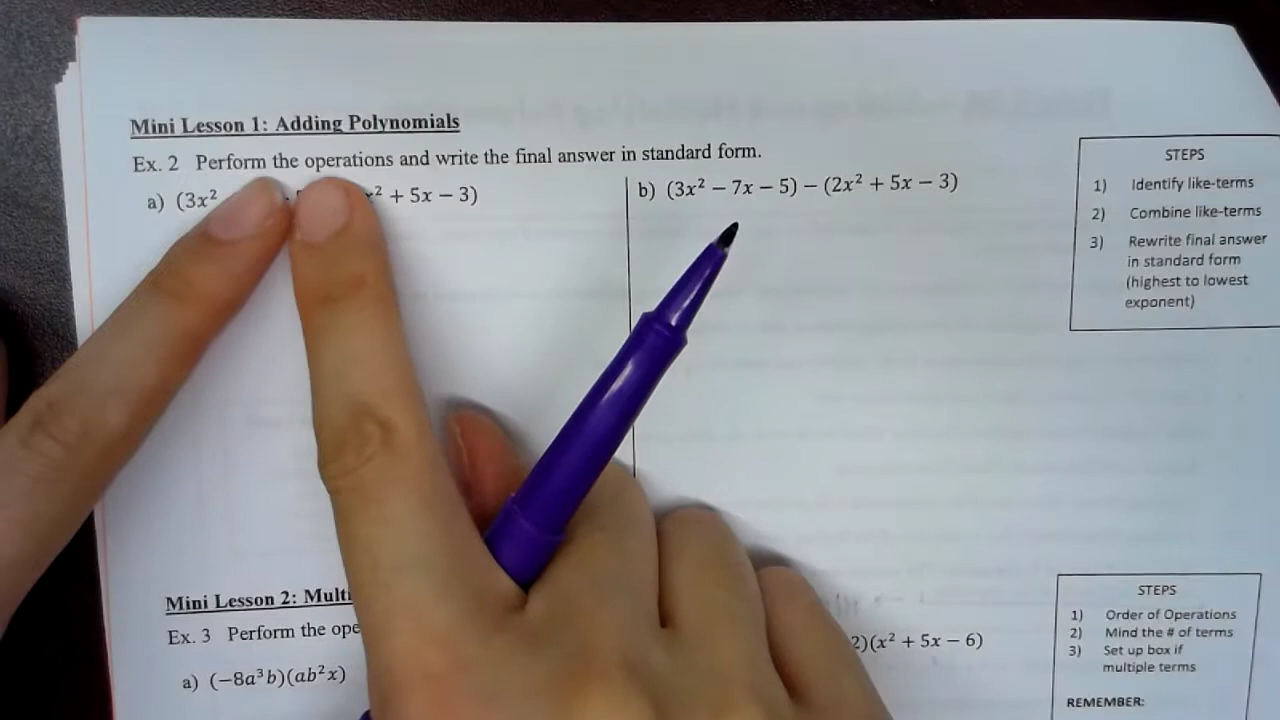 Mini Lesson 1: Adding Polynomials
Ex. 2 Perform the operations and write the final answer in standard form.
a) (3x² x² + 5x − 3)
b) (3x² − 7x − 5) − (2x² + 5x − 3)
STEPS
1) Identify like-terms
2) Combine like-terms
3) Rewrite final answer
in standard form
(highest to lowest
exponent)
Mini Lesson 2: Multi
Ex. 3 Perform the ope
a) (−8a³b)(ab²x)
2)(x² + 5x − 6)
STEPS
1) Order of Operations
2) Mind the # of terms
3) Set up box if
multiple terms
REMEMBER: